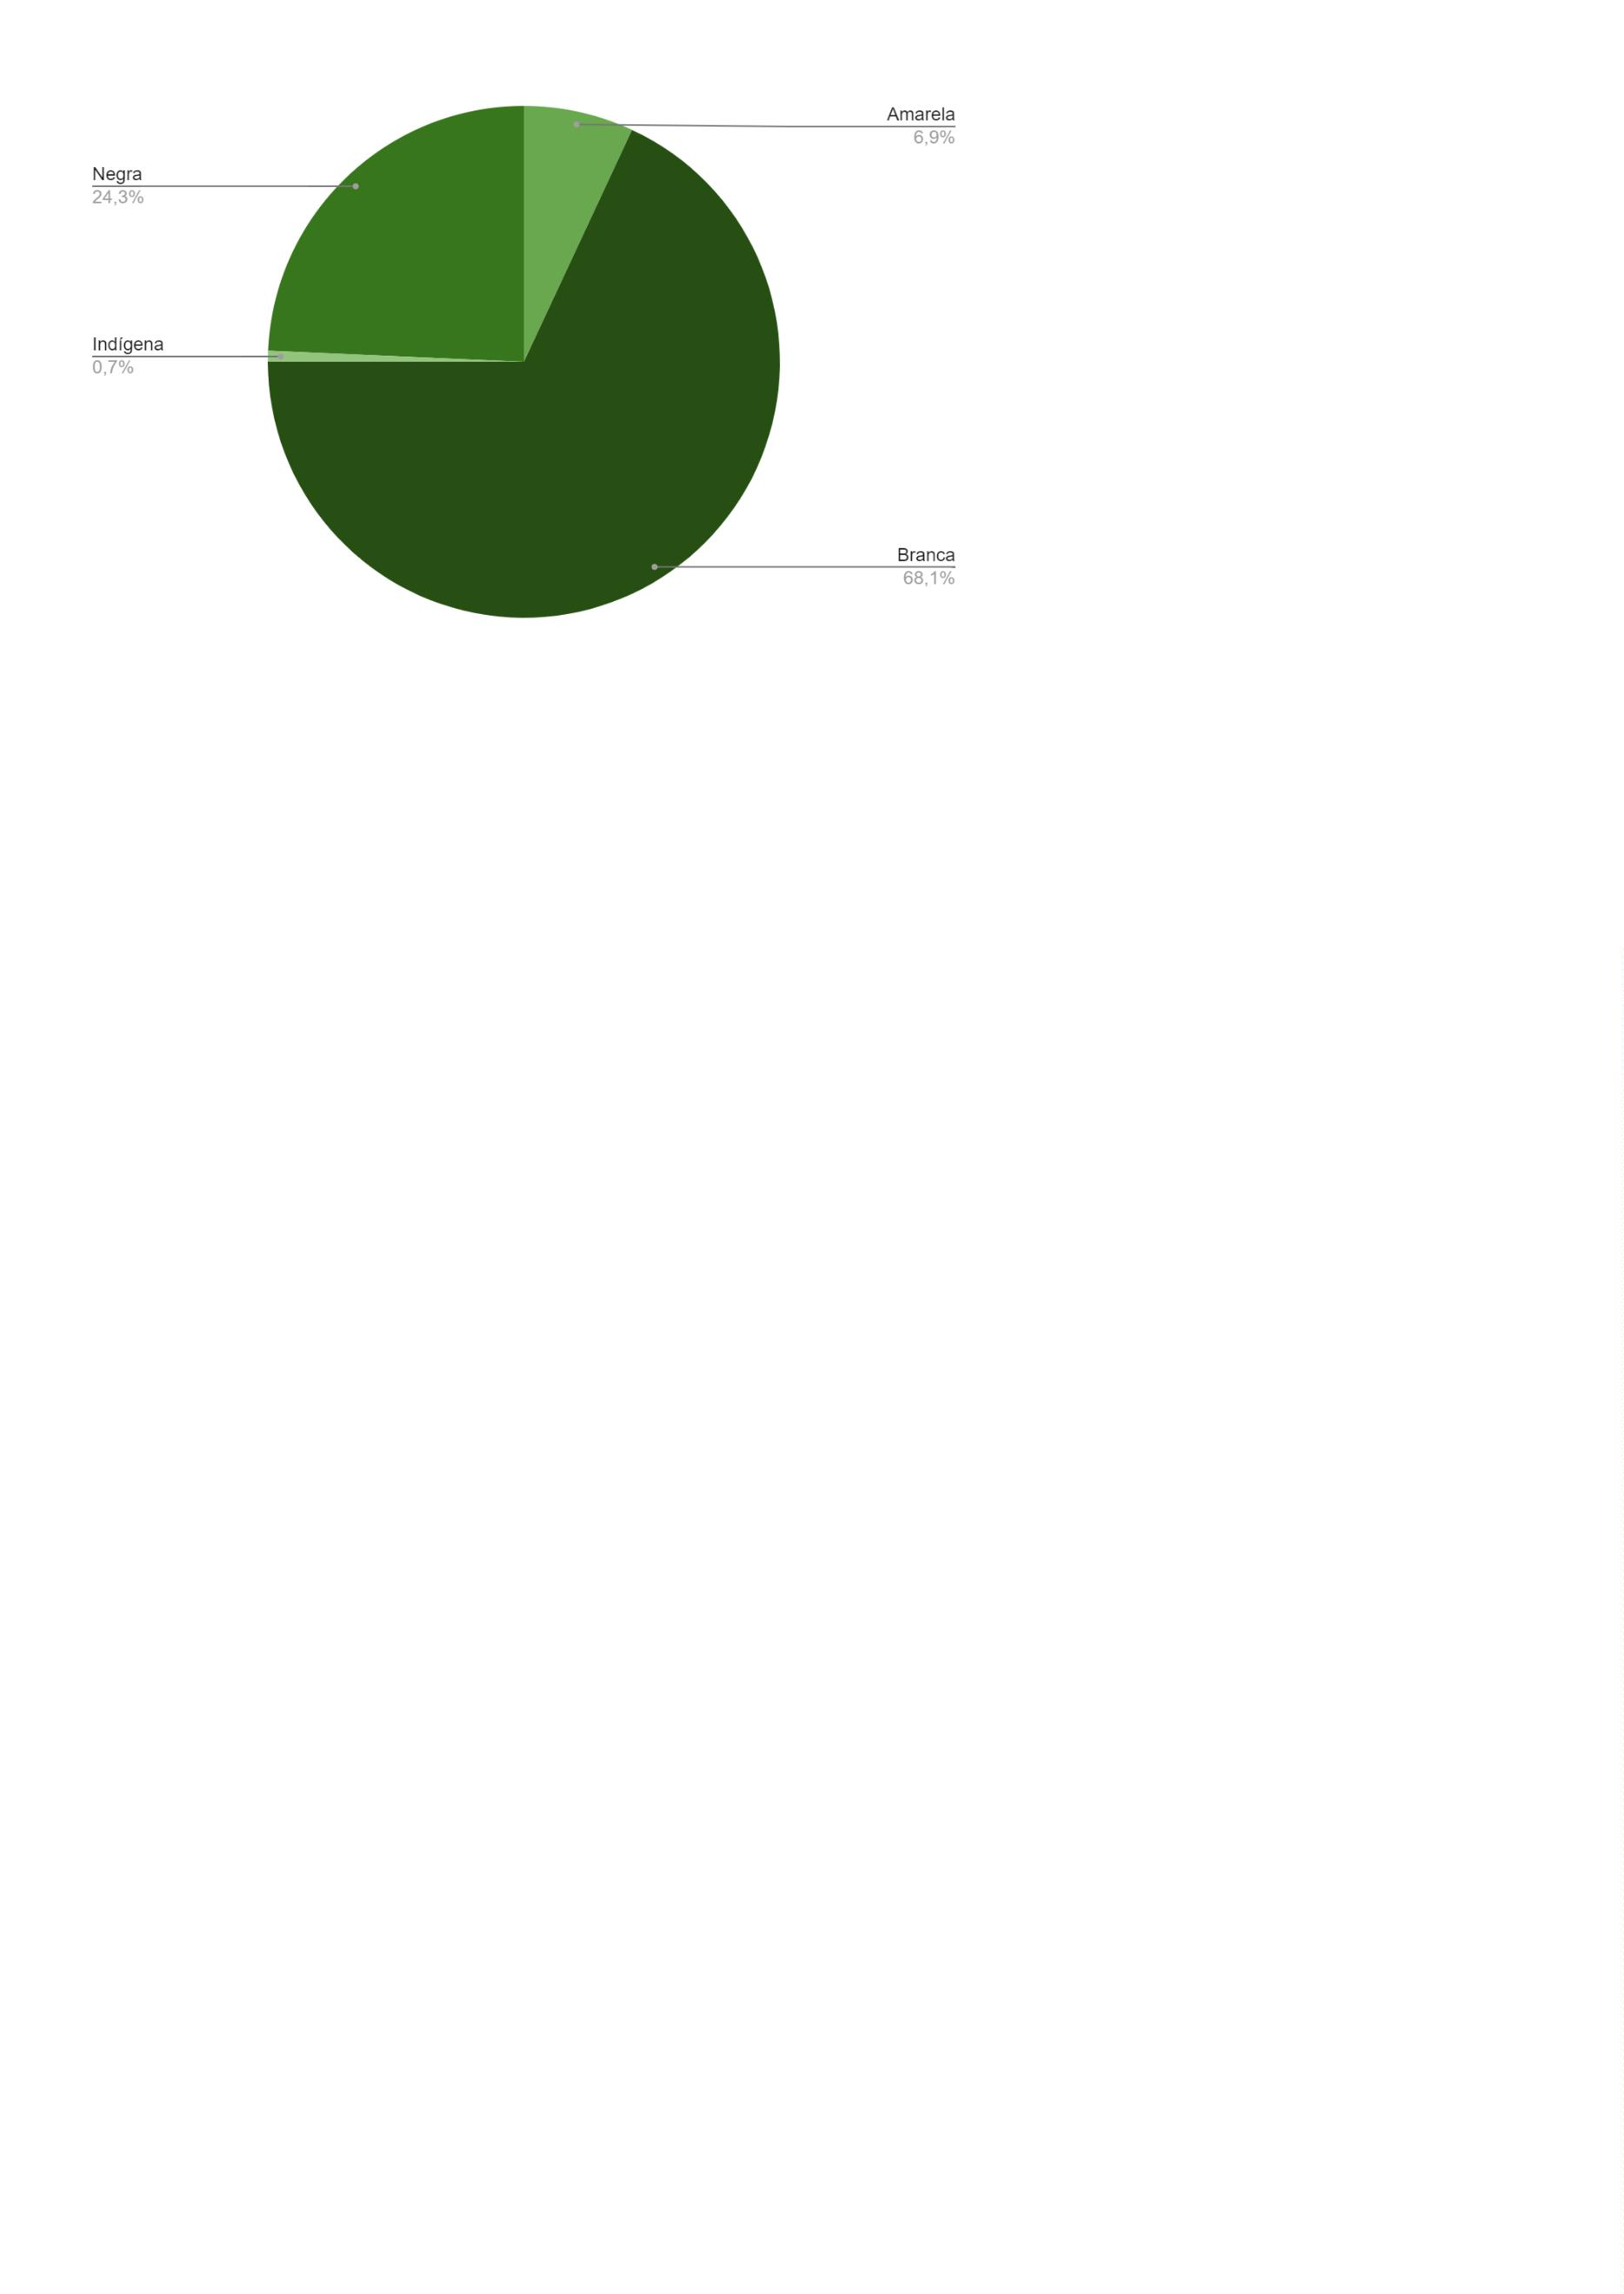 Amarela
6,9%
Negra
24,3%
Indígena
0,7%
Branca
68,1%